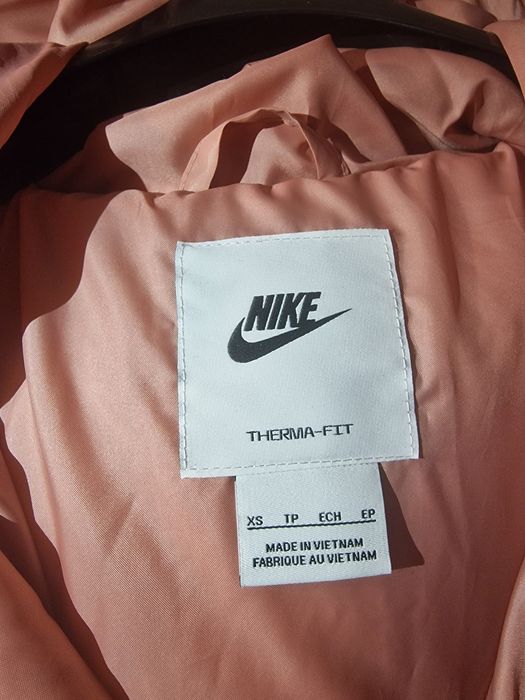 NIKE
THERMA-FIT
XS TP ECH EP
MADE IN VIETNAM
FABRIQUE AU VIETNAM